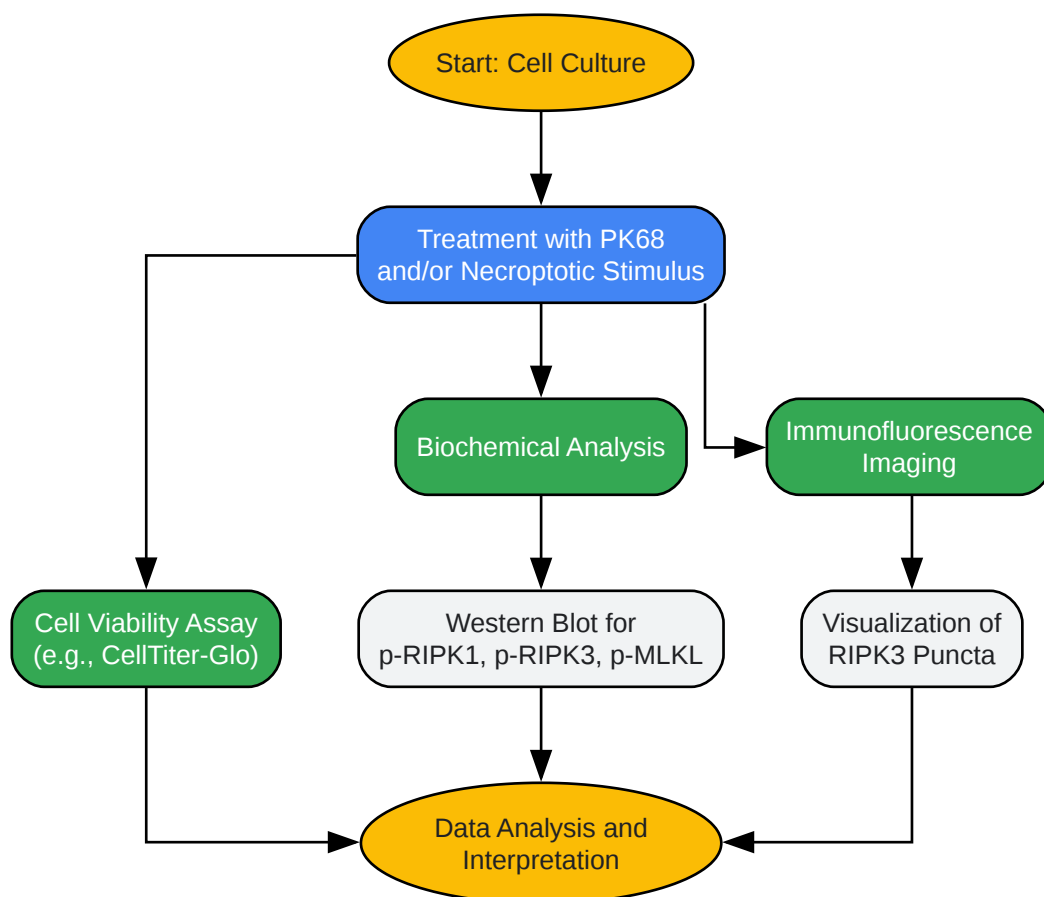 Start: Cell Culture
Treatment with PK68
and/or Necroptotic Stimulus
Biochemical Analysis
Immunofluorescence
Imaging
Cell Viability Assay
(e.g., CellTiter-Glo)
Western Blot for
p-RIPK1, p-RIPK3, p-MLKL
Visualization of
RIPK3 Puncta
Data Analysis and
Interpretation